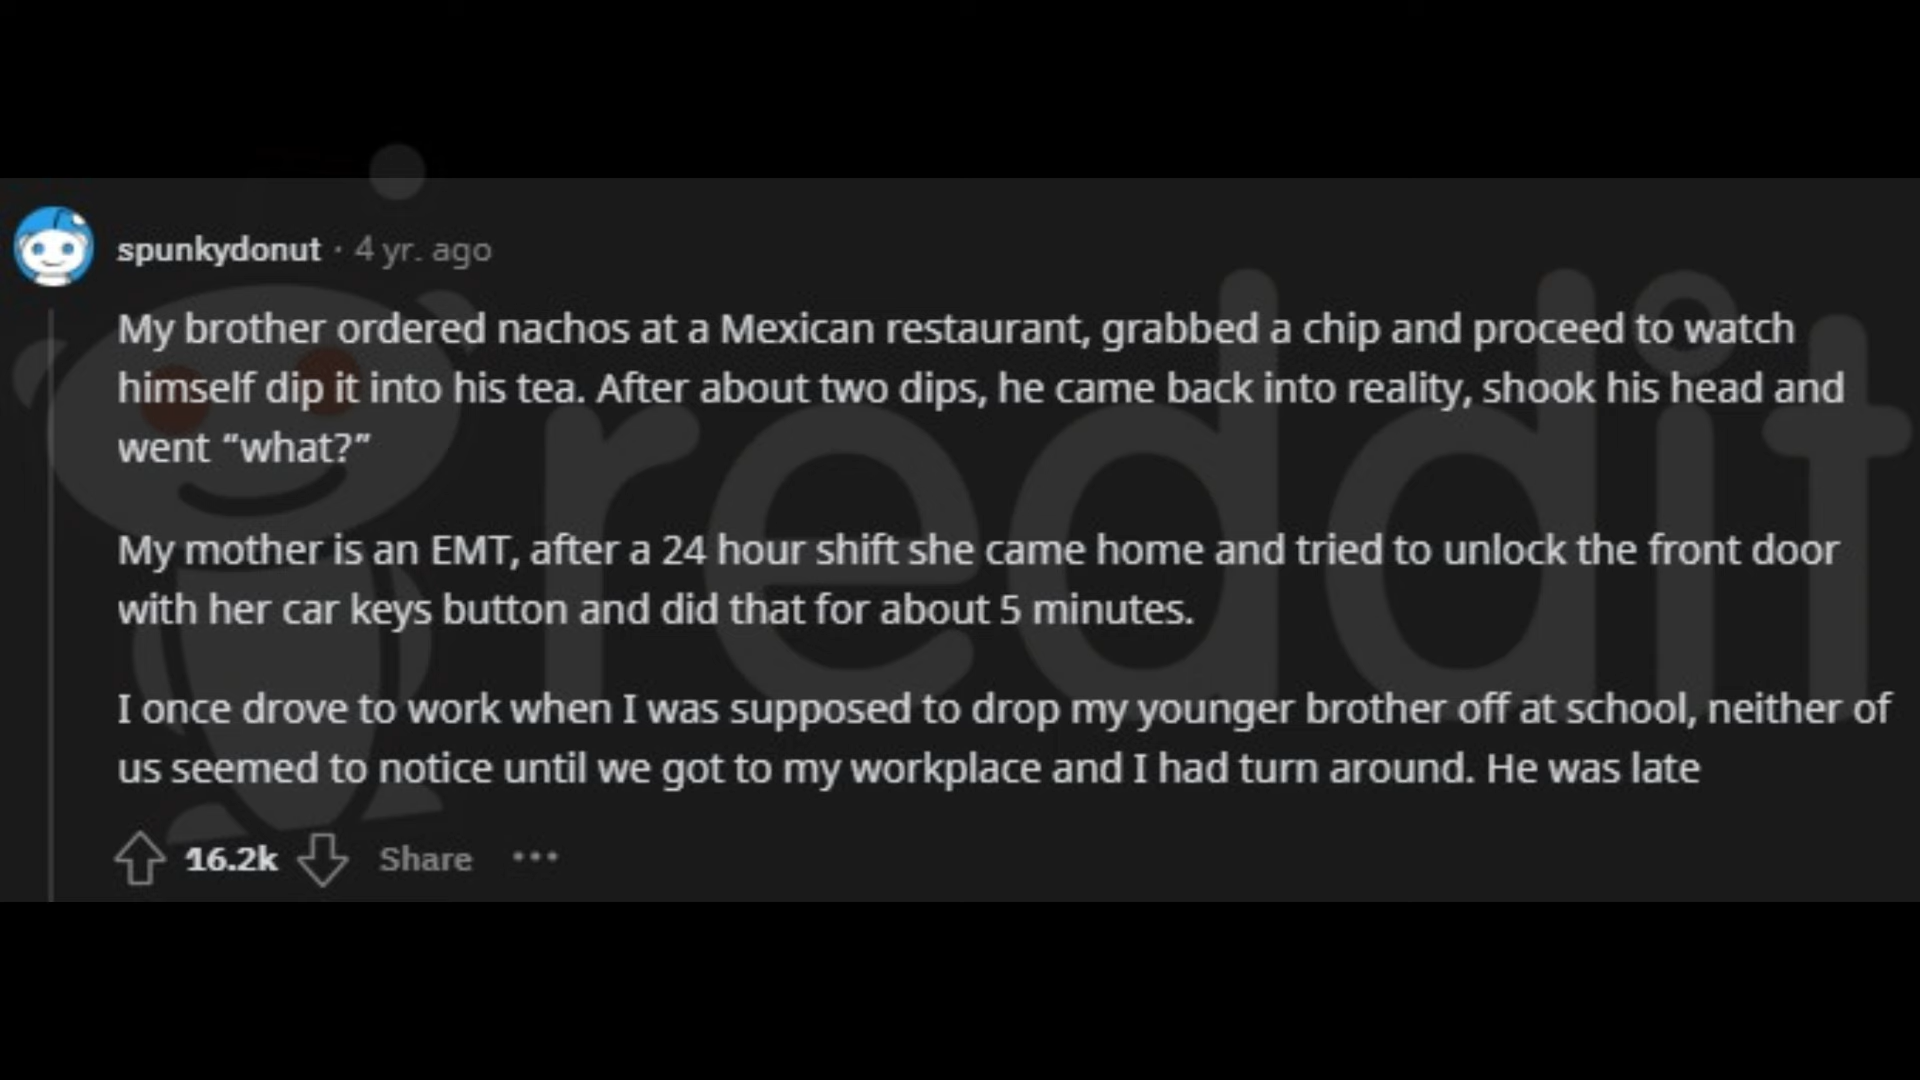 spunkydonut · 4 yr. ago
My brother ordered nachos at a Mexican restaurant, grabbed a chip and proceed to watch
himself dip it into his tea. After about two dips, he came back into reality, shook his head and
went “what?”
My mother is an EMT, after a 24 hour shift she came home and tried to unlock the front door
with her car keys button and did that for about 5 minutes.
I once drove to work when I was supposed to drop my younger brother off at school, neither of
us seemed to notice until we got to my workplace and I had turn around. He was late
16.2k Share ···
reddit